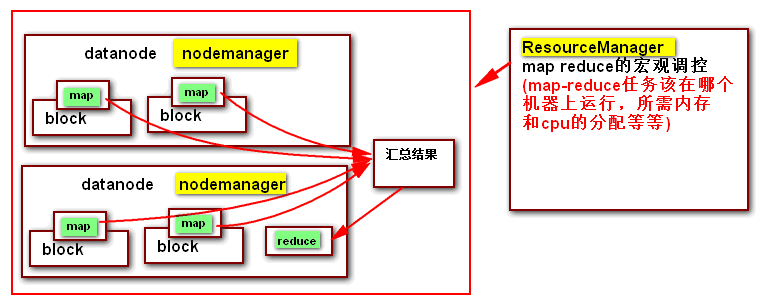 datanode nodemanager
map
map
block
block
汇总结果
datanode nodemanager
map
map
block
block
reduce
ResourceManager
map reduce的宏观调控
(map-reduce任务该在哪个
机器上运行，所需内存
和cpu的分配等等)